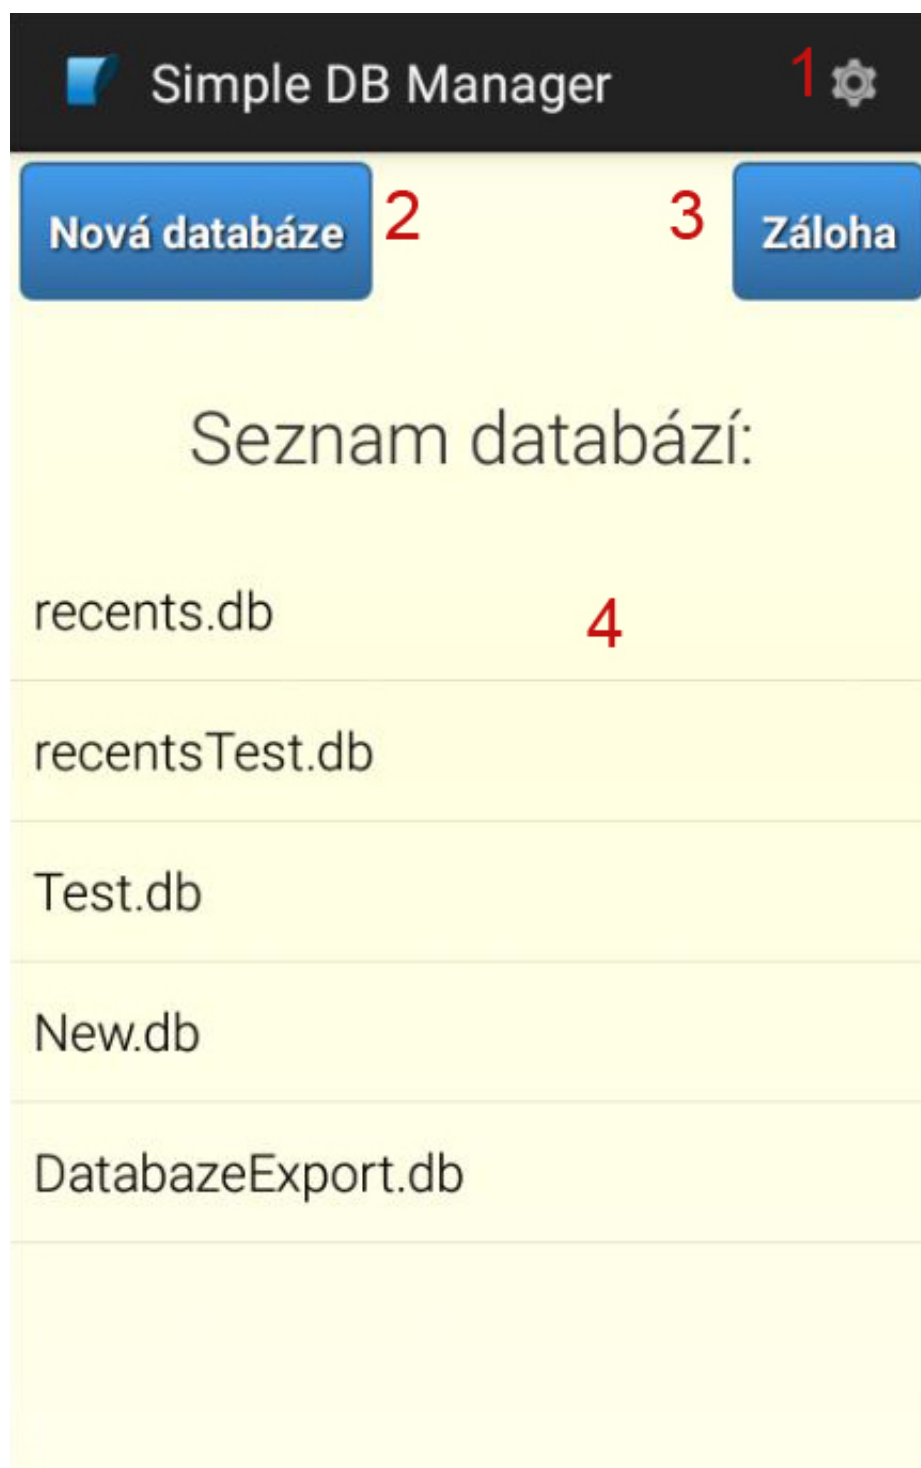 Simple DB Manager 1
Nová databáze 2 3 Záloha
Seznam databází:
recents.db 4
recentsTest.db
Test.db
New.db
DatabazeExport.db